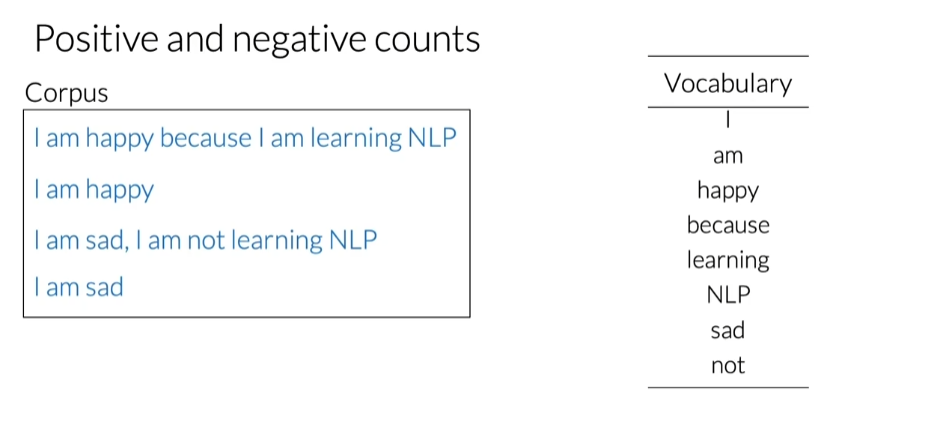 Positive and negative counts
Corpus
I am happy because I am learning NLP
I am happy
I am sad, I am not learning NLP
I am sad
Vocabulary
I
am
happy
because
learning
NLP
sad
not